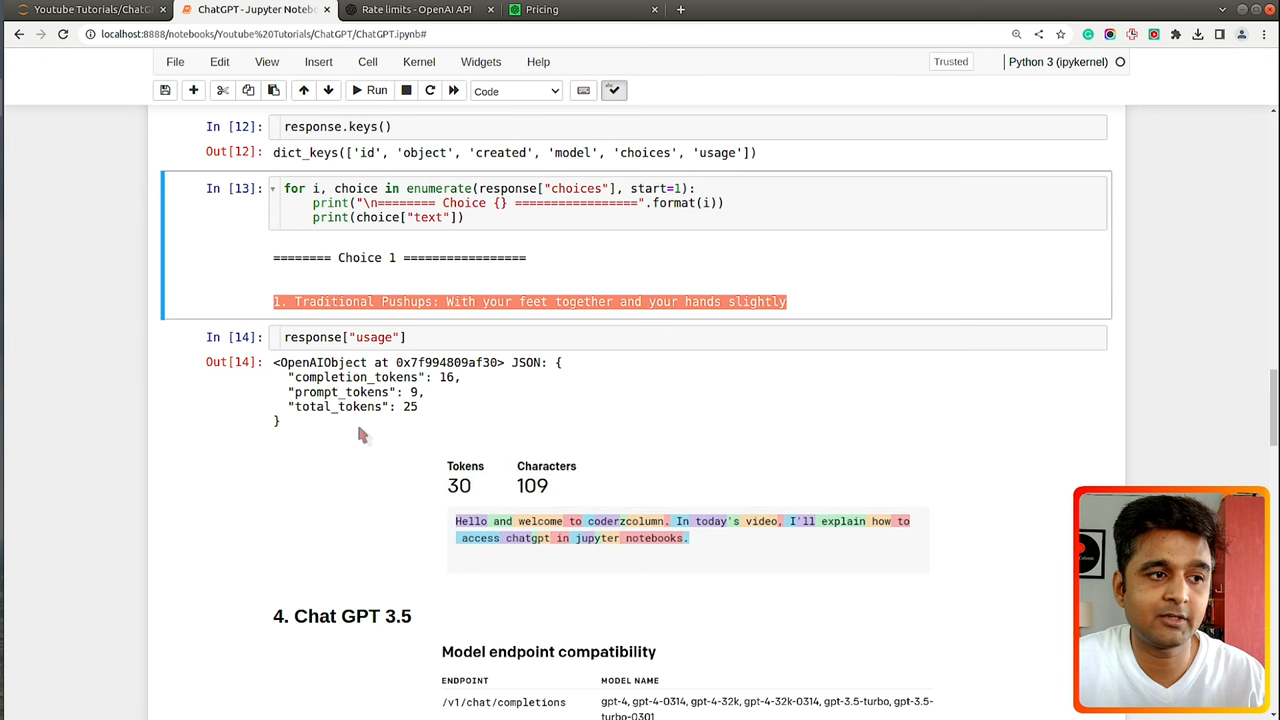 Youtube Tutorials/ChatG
ChatGPT - Jupyter Notebo
Rate limits - OpenAI API
Pricing
localhost:8888/notebooks/Youtube%20Tutorials/ChatGPT/ChatGPT.ipynb#
File Edit View Insert Cell Kernel Widgets Help
Trusted
Python 3 (ipykernel)
Run
Code
In [12]: response.keys()
Out[12]: dict_keys(['id', 'object', 'created', 'model', 'choices', 'usage'])
In [13]: for i, choice in enumerate(response["choices"], start=1):
print("\n======== Choice {} =================".format(i))
print(choice["text"])
======== Choice 1 =================
1. Traditional Pushups: With your feet together and your hands slightly
In [14]: response["usage"]
Out[14]: <OpenAIObject at 0x7f994809af30> JSON: {
"completion_tokens": 16,
"prompt_tokens": 9,
"total_tokens": 25
}
Tokens Characters
30 109
Hello and welcome to coderzcolumn. In today's video, I'll explain how to
access chatgpt in jupyter notebooks.
4. Chat GPT 3.5
Model endpoint compatibility
ENDPOINT MODEL NAME
/v1/chat/completions gpt-4, gpt-4-0314, gpt-4-32k, gpt-4-32k-0314, gpt-3.5-turbo, gpt-3.5-
turbo-0301